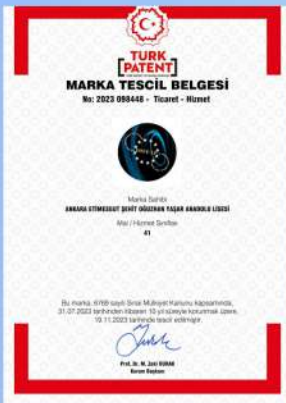 TÜRK
PATENT
MARKA TESCİL BELGESİ
No: 2023 098448 - Ticaret - Hizmet
Marka Sahibi
ANKARA ETİMESGUT ŞEHİT OĞUZHAN YAŞAR ANADOLU LİSESİ
Mal / Hizmet Sınıfları
41
Bu marka, 6769 sayılı Sınai Mülkiyet Kanunu kapsamında,
31.07.2023 tarihinden itibaren 10 yıl süreyle korunmak üzere,
10.11.2023 tarihinde tescil edilmiştir.
Kurum Başkanı